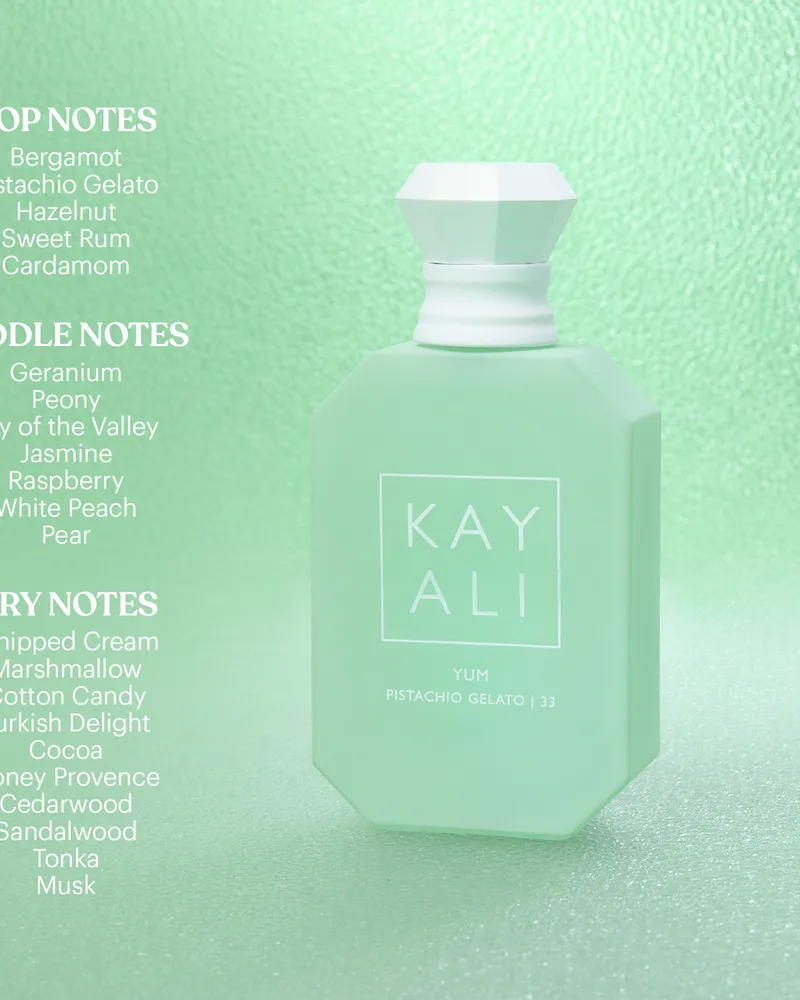 OP NOTES
Bergamot
stachio Gelato
Hazelnut
Sweet Rum
Cardamom
DDLE NOTES
Geranium
Peony
y of the Valley
Jasmine
Raspberry
White Peach
Pear
RY NOTES
hipped Cream
Marshmallow
Cotton Candy
urkish Delight
Cocoa
oney Provence
Cedarwood
Sandalwood
Tonka
Musk
KAY
ALI
YUM
PISTACHIO GELATO | 33